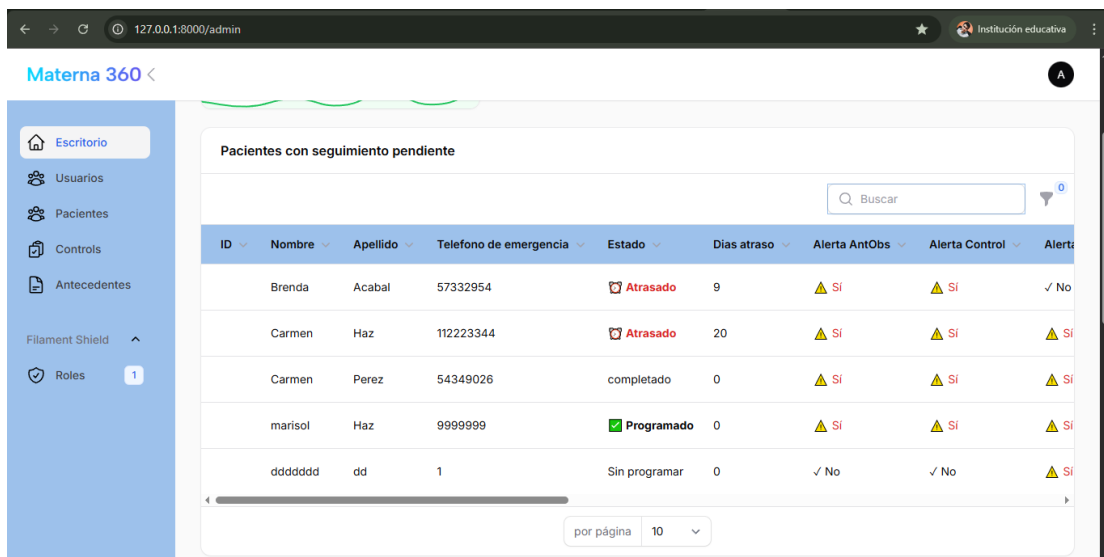 127.0.0.1:8000/admin
Institución educativa
Materna 360
A
Escritorio
Usuarios
Pacientes
Controls
Antecedentes
Filament Shield
Roles 1
Pacientes con seguimiento pendiente
Buscar
0
ID Nombre Apellido Telefono de emergencia Estado Dias atraso Alerta AntObs Alerta Control Alerta
Brenda Acabal 57332954 Atrasado 9 Sí Sí No
Carmen Haz 112223344 Atrasado 20 Sí Sí Sí
Carmen Perez 54349026 completado 0 Sí Sí Sí
marisol Haz 9999999 Programado 0 Sí Sí Sí
ddddddd dd 1 Sin programar 0 No No Sí
por página 10